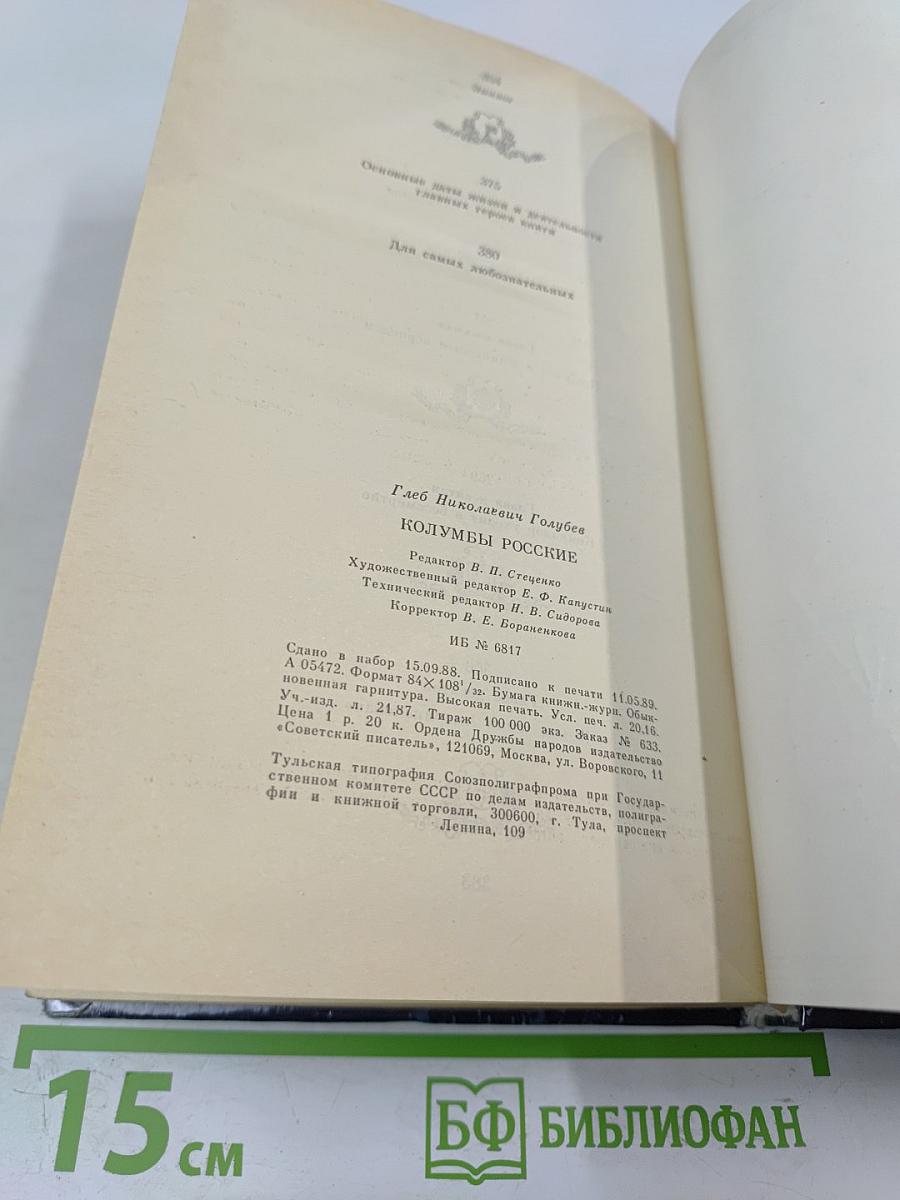 375
Основные даты жизни и деятельности
главных героев книги
380
Для самых любознательных
Глеб Николаевич Голубев
КОЛУМБЫ РОССКИЕ
Редактор В. П. Стеценко
Художественный редактор Е. Ф. Капустин
Технический редактор Н. В. Сидорова
Корректор В. Е. Бораненкова
ИБ № 6817
Сдано в набор 15.09.88. Подписано к печати 11.05.89.
А 05472. Формат 84×108¹/₃₂. Бумага книжн.-журн. Обык-
новенная гарнитура. Высокая печать. Усл. печ. л. 20,16.
Уч.-изд. л. 21,87. Тираж 100 000 экз. Заказ № 633.
Цена 1 р. 20 к. Ордена Дружбы народов издательство
«Советский писатель», 121069, Москва, ул. Воровского, 11
Тульская типография Союзполиграфпрома при Государ-
ственном комитете СССР по делам издательств, полигра-
фии и книжной торговли, 300600, г. Тула, проспект
Ленина, 109
15 см
БФ БИБЛИОФАН